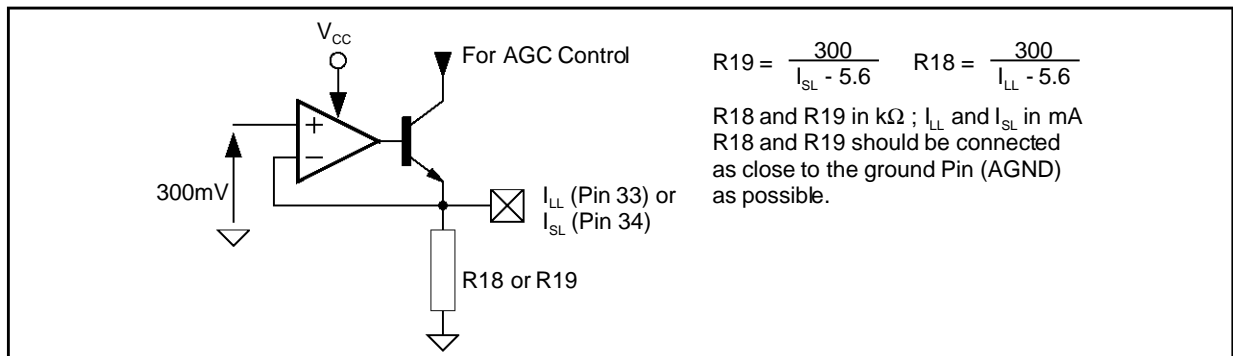 V_CC
For AGC Control
+
−
300mV
I_LL (Pin 33) or
I_SL (Pin 34)
R18 or R19
R19 = 300 / (I_SL - 5.6) R18 = 300 / (I_LL - 5.6)
R18 and R19 in kΩ ; I_LL and I_SL in mA
R18 and R19 should be connected
as close to the ground Pin (AGND)
as possible.